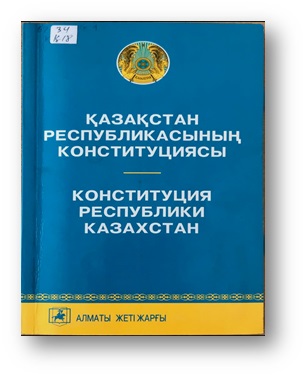 ҚАЗАҚСТАН
РЕСПУБЛИКАСЫНЫҢ
КОНСТИТУЦИЯСЫ
КОНСТИТУЦИЯ
РЕСПУБЛИКИ
КАЗАХСТАН
АЛМАТЫ ЖЕТІ ЖАРҒЫ